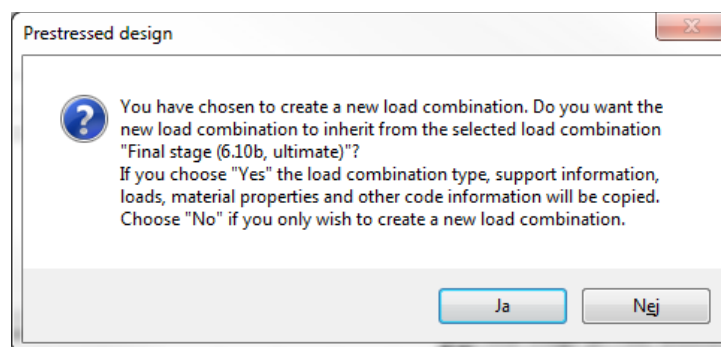 Prestressed design
You have chosen to create a new load combination. Do you want the
new load combination to inherit from the selected load combination
"Final stage (6.10b, ultimate)"?
If you choose "Yes" the load combination type, support information,
loads, material properties and other code information will be copied.
Choose "No" if you only wish to create a new load combination.
Ja
Nej